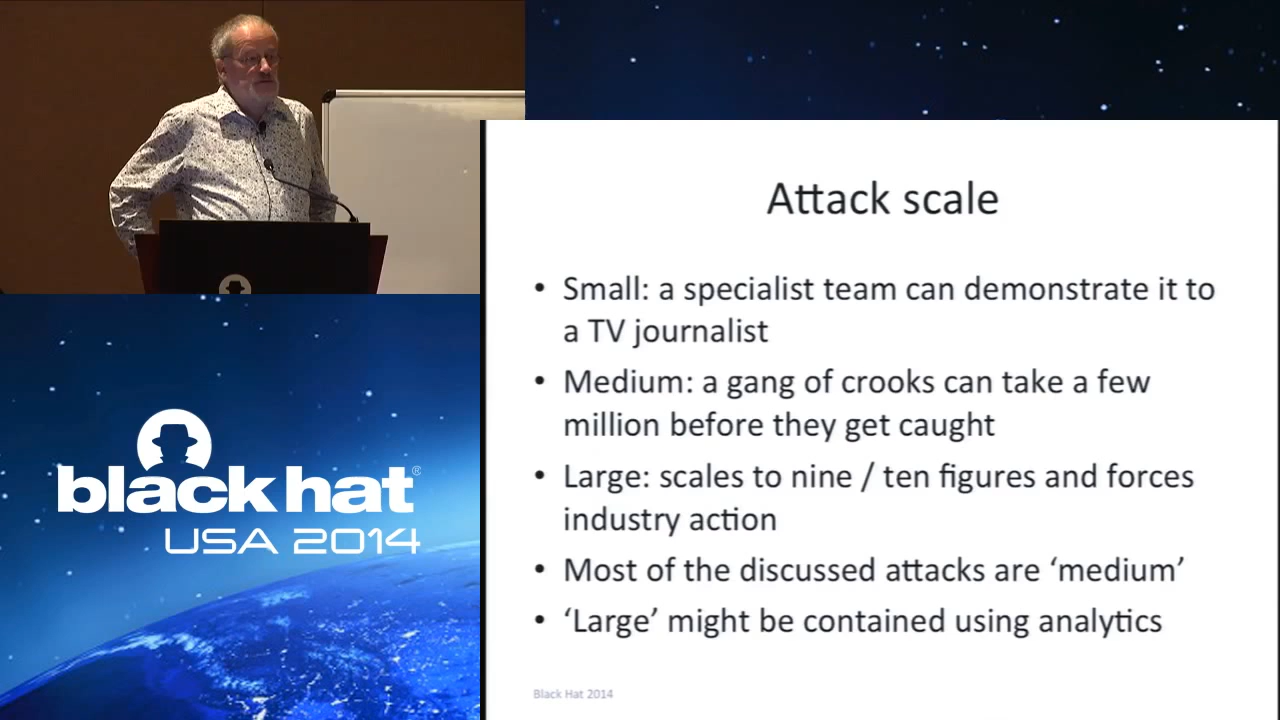 Attack scale
• Small: a specialist team can demonstrate it to
a TV journalist
• Medium: a gang of crooks can take a few
million before they get caught
• Large: scales to nine / ten figures and forces
industry action
• Most of the discussed attacks are ‘medium’
• ‘Large’ might be contained using analytics
Black Hat 2014
black hat®
USA 2014